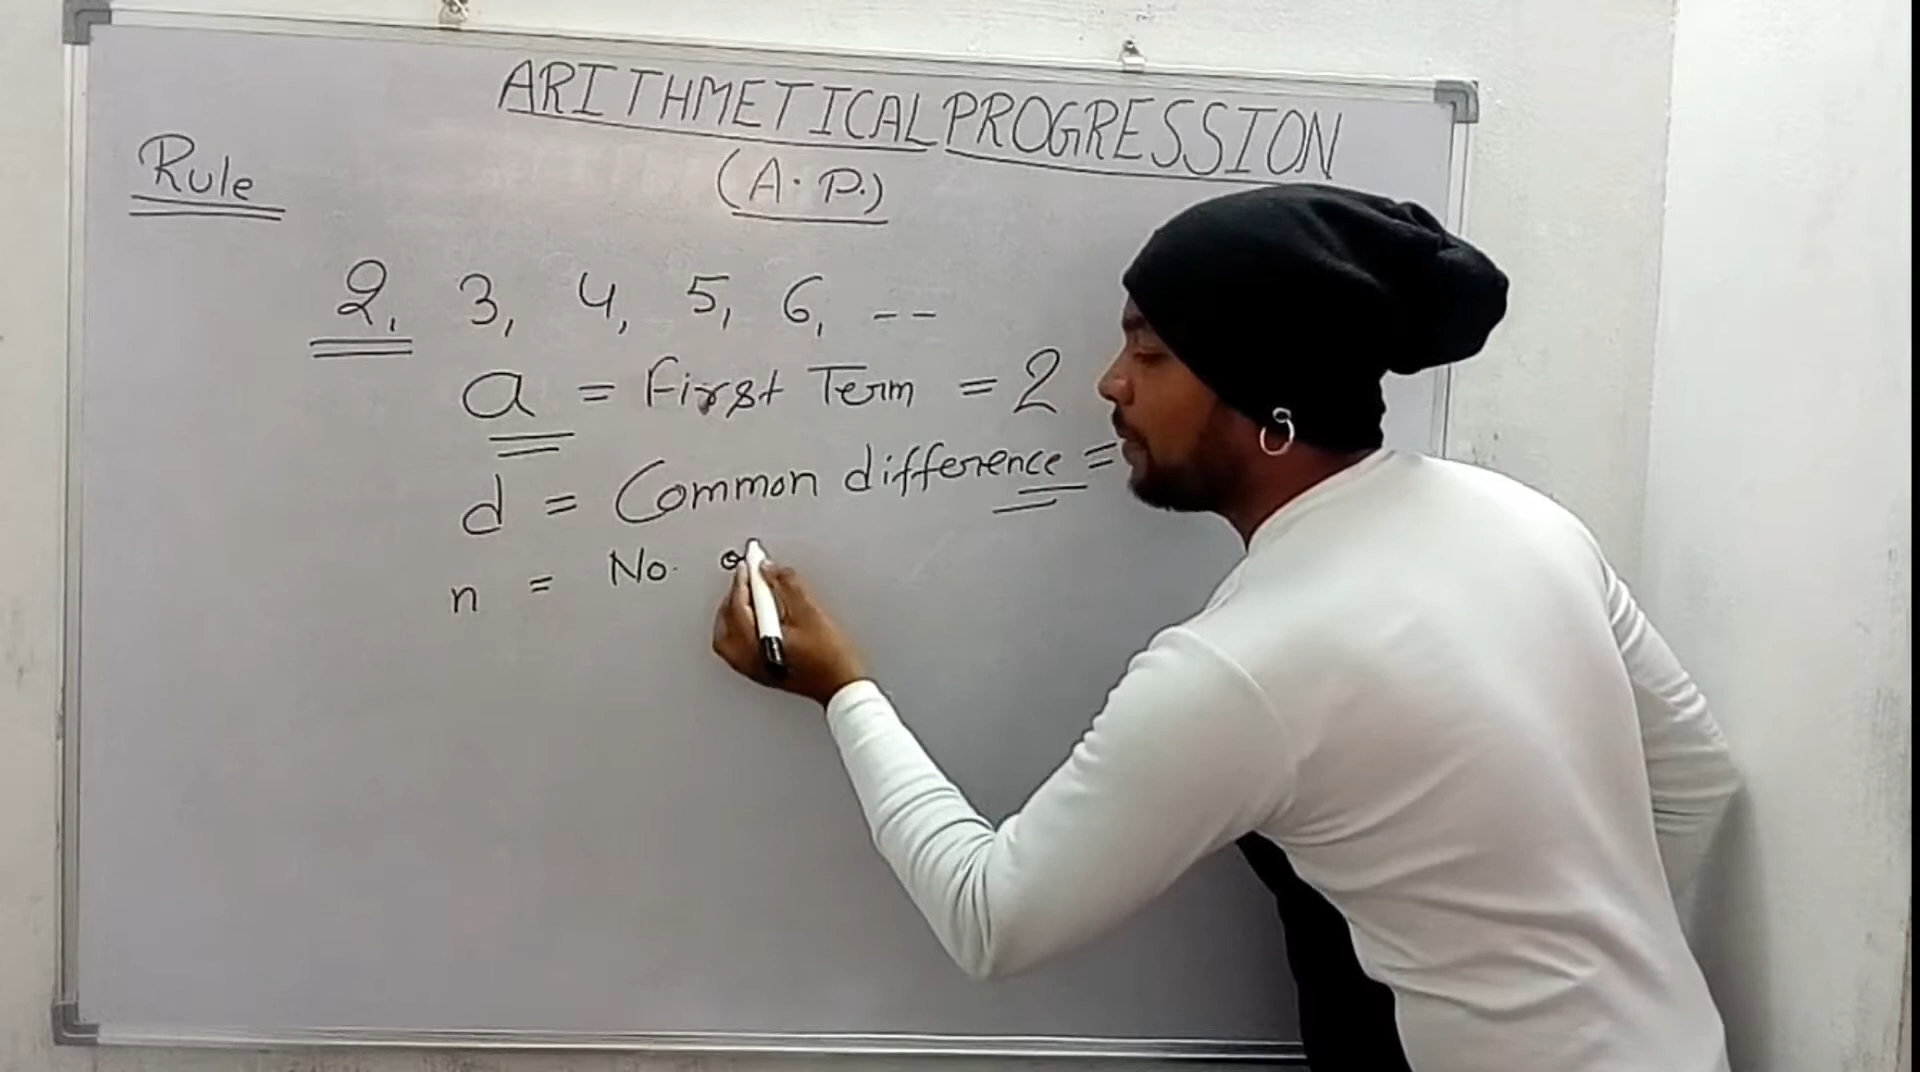 ARITHMETICAL PROGRESSION
(A.P.)
Rule
2, 3, 4, 5, 6, --
a = First Term = 2
d = Common difference =
n = No. o